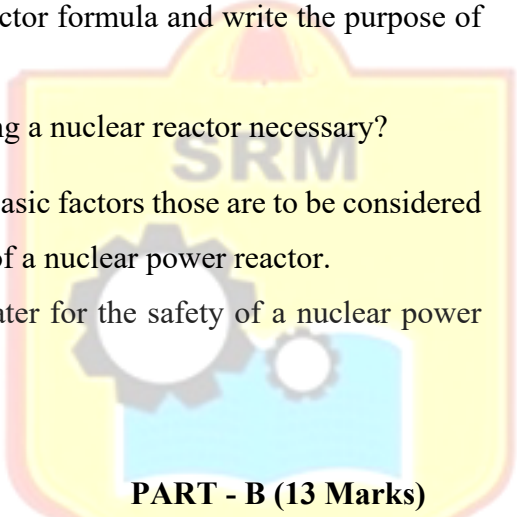 ctor formula and write the purpose of
ng a nuclear reactor necessary?
SRM
asic factors those are to be considered
of a nuclear power reactor.
ater for the safety of a nuclear power
PART - B (13 Marks)